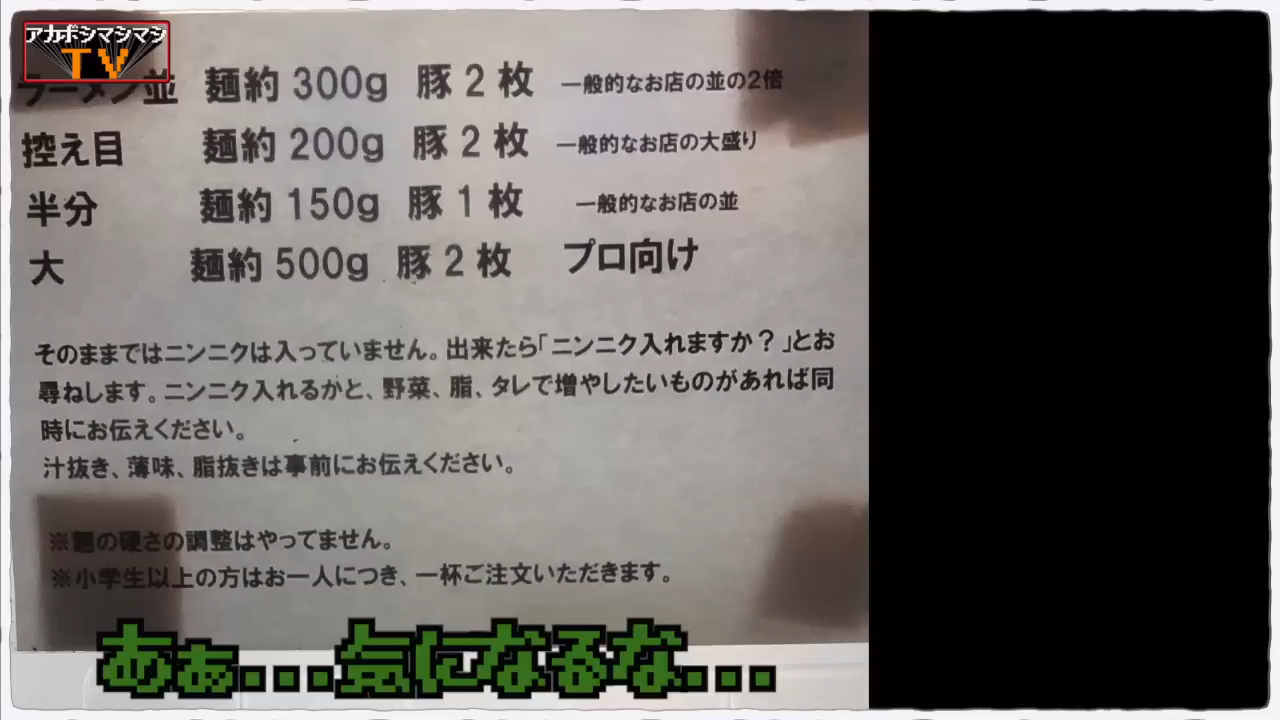 アカボシマシマシ
TV
ラーメン並 麺約 300g 豚 2 枚 一般的なお店の並の2倍
控え目 麺約 200g 豚 2 枚 一般的なお店の大盛り
半分 麺約 150g 豚 1 枚 一般的なお店の並
大 麺約 500g 豚 2 枚 プロ向け
そのままではニンニクは入っていません。出来たら「ニンニク入れますか？」とお
尋ねします。ニンニク入れるかと、野菜、脂、タレで増やしたいものがあれば同
時にお伝えください。
汁抜き、薄味、脂抜きは事前にお伝えください。
※麺の硬さの調整はやってません。
※小学生以上の方はお一人につき、一杯ご注文いただきます。
あぁ...気になるな...